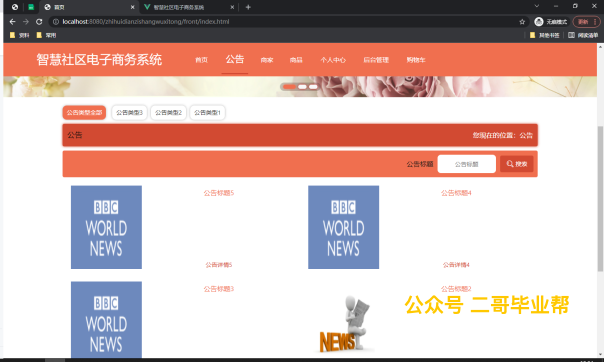 首页
智慧社区电子商务系统
localhost:8080/zhihuidianzishangwuxitong/front/index.html
无痕模式
更新
资料
常用
其他书签
阅读清单
智慧社区电子商务系统
首页
公告
商家
商品
个人中心
后台管理
购物车
公告类型全部
公告类型3
公告类型2
公告类型1
公告
您现在的位置：公告
公告标题
公告标题
搜索
BBC
WORLD
NEWS
公告标题5
公告详情5
BBC
WORLD
NEWS
公告标题4
公告详情4
BBC
WORLD
NEWS
公告标题3
NEWS
公告标题2
公众号 二哥毕业帮